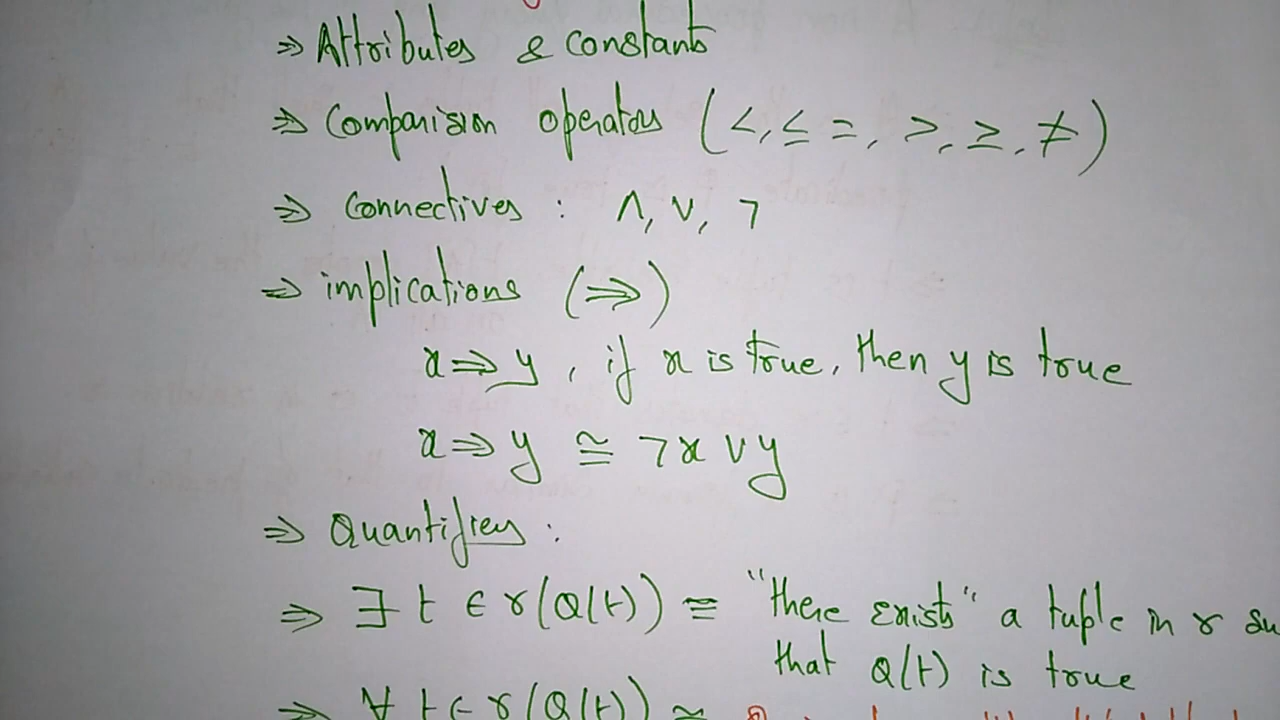 ⇒ Attributes & constants
⇒ Comparision operators (<, ≤ =, >, ≥, ≠)
⇒ Connectives : ∧, ∨, ¬
⇒ implications (⇒)
x ⇒ y , if x is true, then y is true
x ⇒ y ≅ ¬x ∨ y
⇒ Quantifiers :
⇒ ∃ t ∈ r(Q(t)) ≡ "there exists" a tuple in r su
that Q(t) is true
⇒ ∀ t ∈ r(Q(t)) ≅